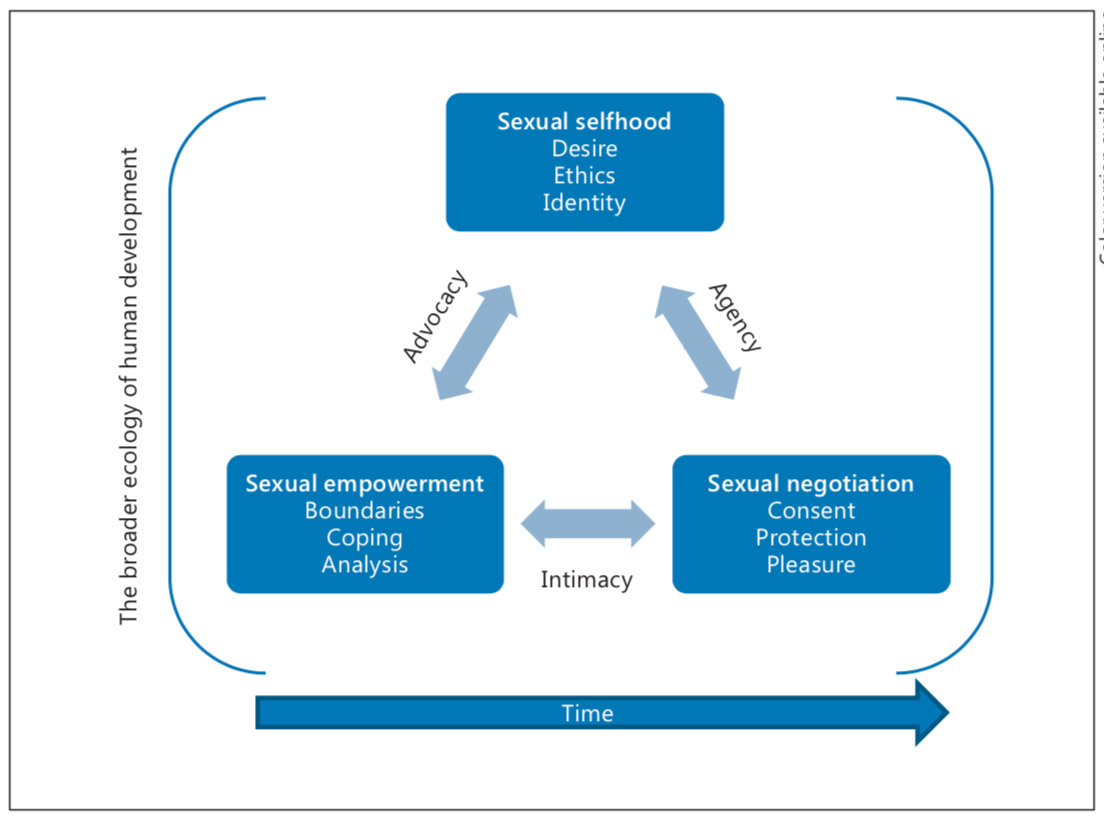 Sexual selfhood
Desire
Ethics
Identity
Advocacy
Agency
The broader ecology of human development
Sexual empowerment
Boundaries
Coping
Analysis
Sexual negotiation
Consent
Protection
Pleasure
Intimacy
Time